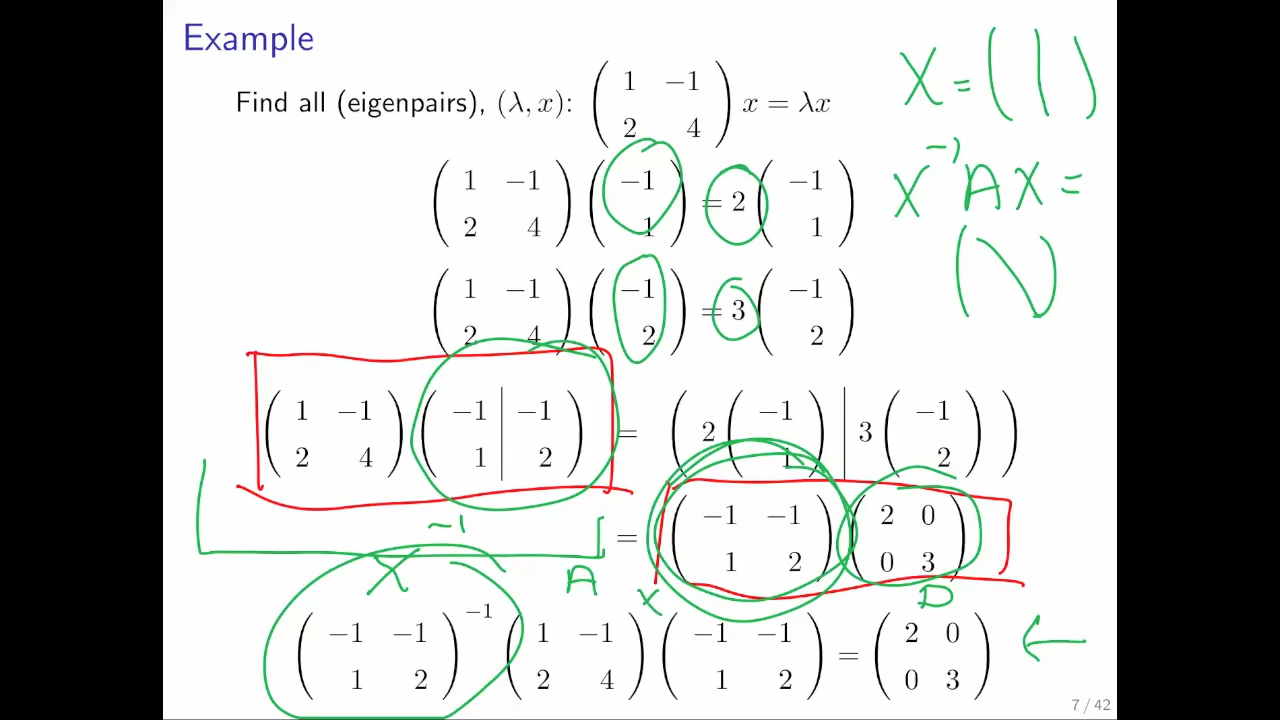 Example
Find all (eigenpairs), (λ, x): ( 1 −1 ; 2 4 ) x = λx
( 1 −1 ; 2 4 ) ( −1 ; 1 ) = 2 ( −1 ; 1 )
( 1 −1 ; 2 4 ) ( −1 ; 2 ) = 3 ( −1 ; 2 )
( 1 −1 ; 2 4 ) ( −1 | −1 ; 1 | 2 ) = ( 2 ( −1 ; 1 ) | 3 ( −1 ; 2 ) )
= ( −1 −1 ; 1 2 ) ( 2 0 ; 0 3 )
( −1 −1 ; 1 2 )⁻¹ ( 1 −1 ; 2 4 ) ( −1 −1 ; 1 2 ) = ( 2 0 ; 0 3 )
X = ( | )
X⁻¹ A X =
( \ )
X⁻¹
A
X
D
←
7 / 42